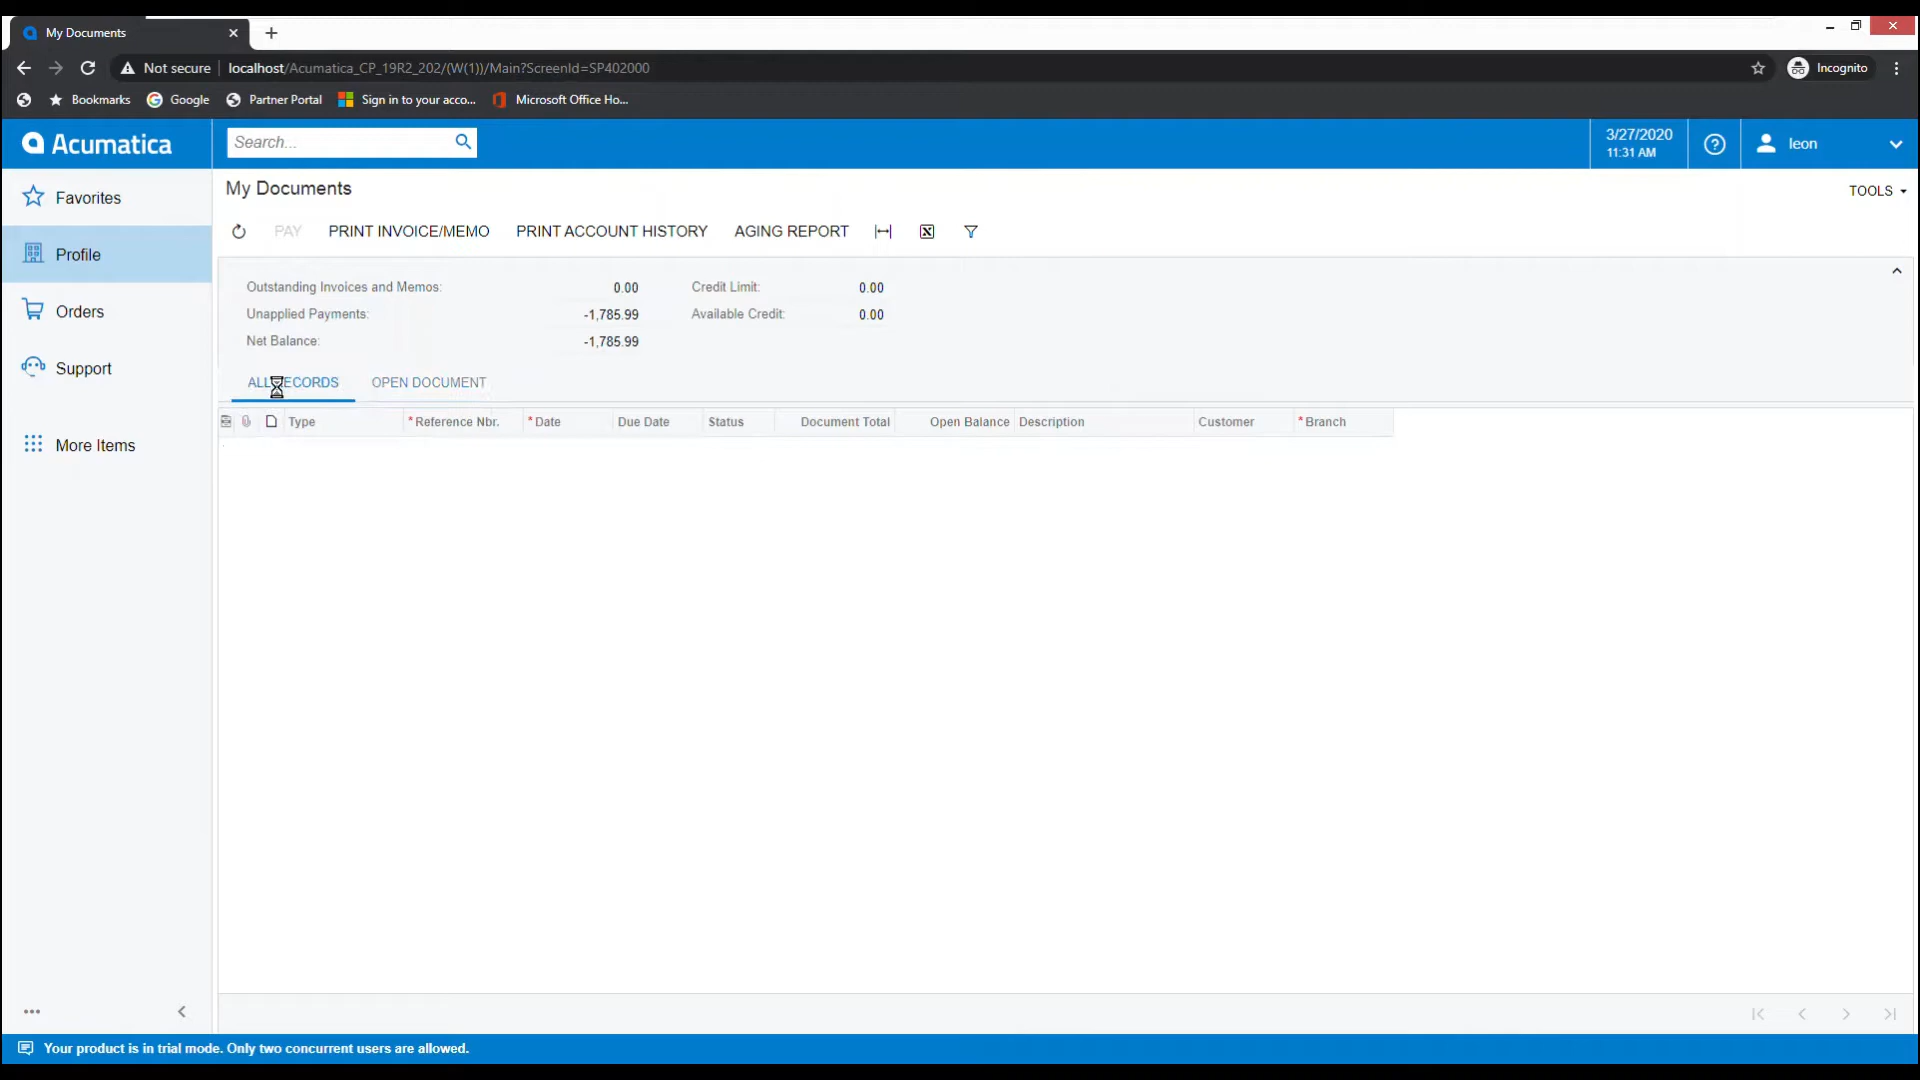 My Documents
Not secure localhost/Acumatica_CP_19R2_202/(W(1))/Main?ScreenId=SP402000 Incognito
Bookmarks Google Partner Portal Sign in to your acco... Microsoft Office Ho...
Acumatica Search... 3/27/2020 leon
11:31 AM
Favorites
Profile
Orders
Support
More Items
My Documents TOOLS
PAY PRINT INVOICE/MEMO PRINT ACCOUNT HISTORY AGING REPORT
Outstanding Invoices and Memos: 0.00 Credit Limit: 0.00
Unapplied Payments: -1,785.99 Available Credit: 0.00
Net Balance: -1,785.99
ALL RECORDS OPEN DOCUMENT
Type *Reference Nbr. *Date Due Date Status Document Total Open Balance Description Customer *Branch
Your product is in trial mode. Only two concurrent users are allowed.